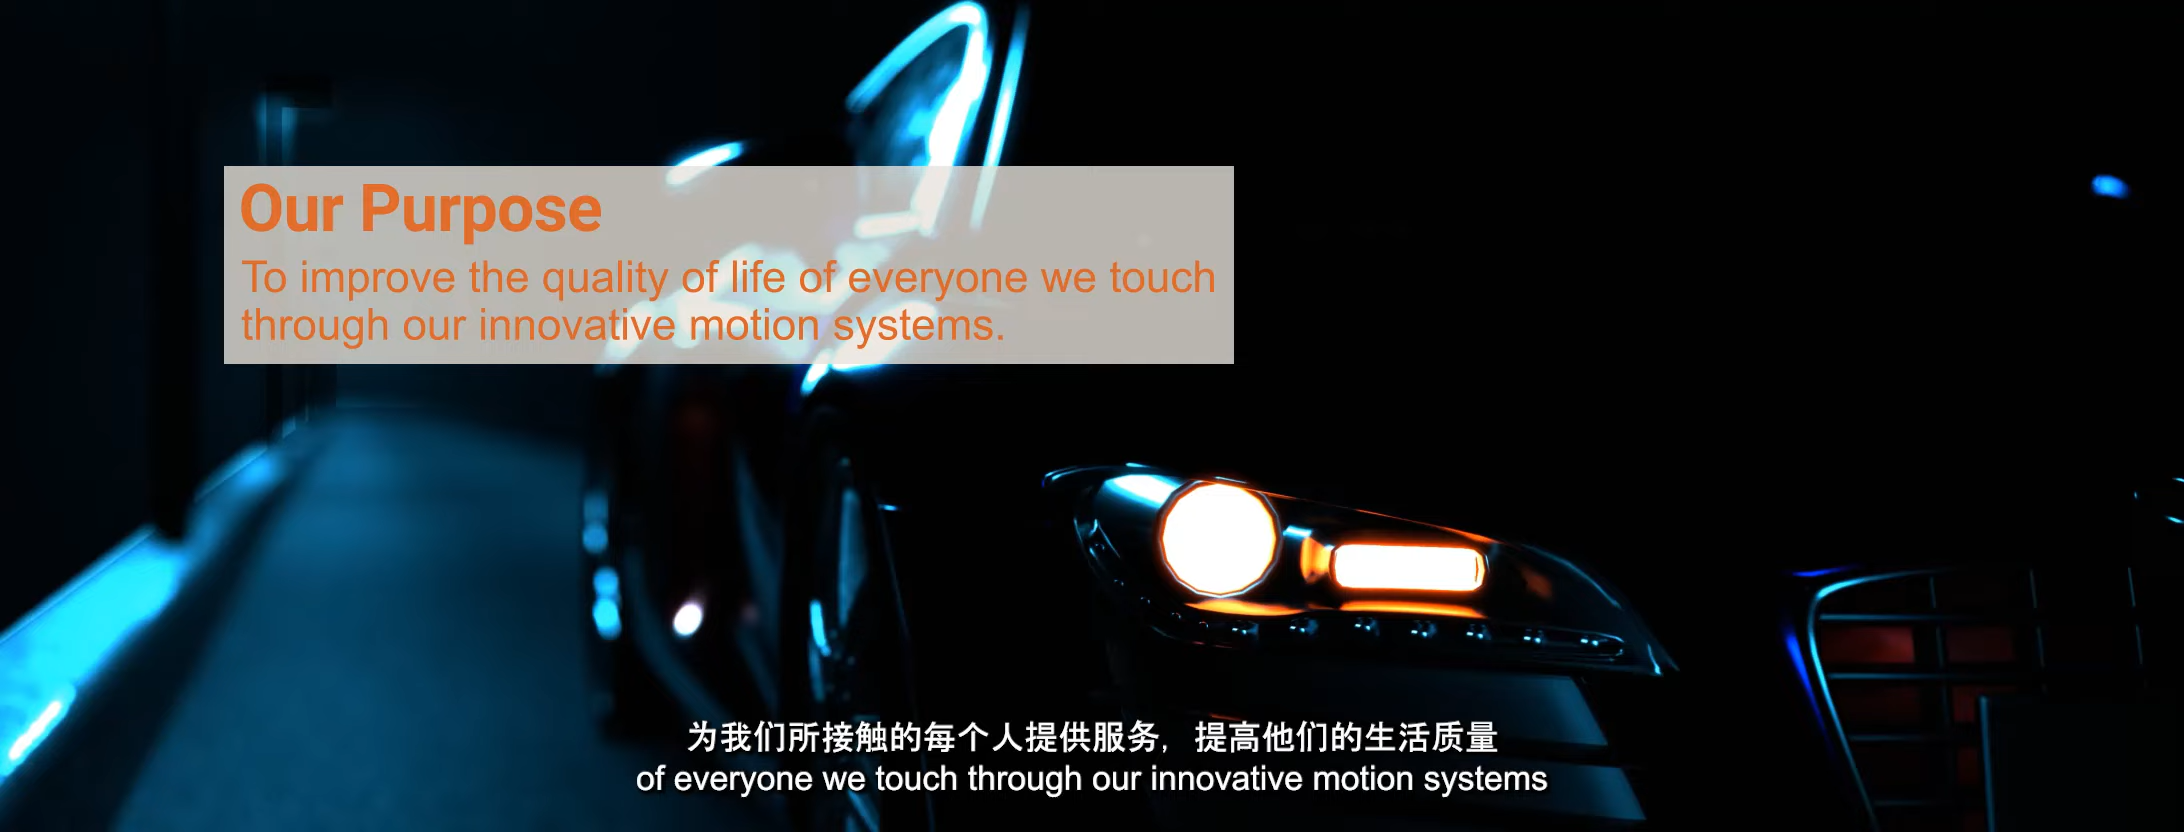 Our Purpose
To improve the quality of life of everyone we touch
through our innovative motion systems.
为我们所接触的每个人提供服务，提高他们的生活质量
of everyone we touch through our innovative motion systems